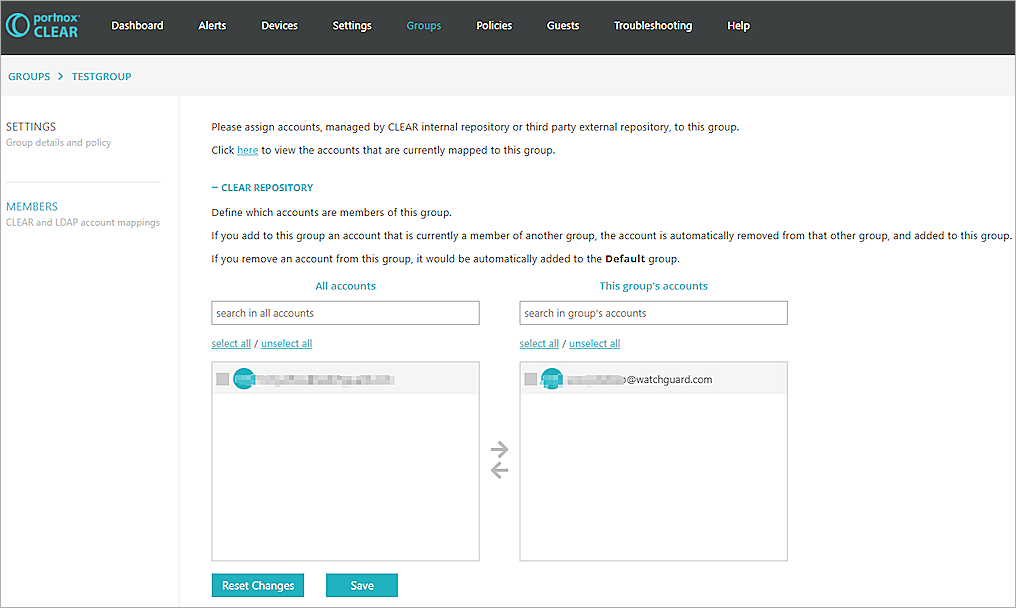 portnox™
CLEAR
Dashboard Alerts Devices Settings Groups Policies Guests Troubleshooting Help
GROUPS > TESTGROUP
SETTINGS
Group details and policy
MEMBERS
CLEAR and LDAP account mappings
Please assign accounts, managed by CLEAR internal repository or third party external repository, to this group.
Click here to view the accounts that are currently mapped to this group.
– CLEAR REPOSITORY
Define which accounts are members of this group.
If you add to this group an account that is currently a member of another group, the account is automatically removed from that other group, and added to this group.
If you remove an account from this group, it would be automatically added to the Default group.
All accounts
search in all accounts
select all / unselect all
This group's accounts
search in group's accounts
select all / unselect all
@watchguard.com
Reset Changes Save